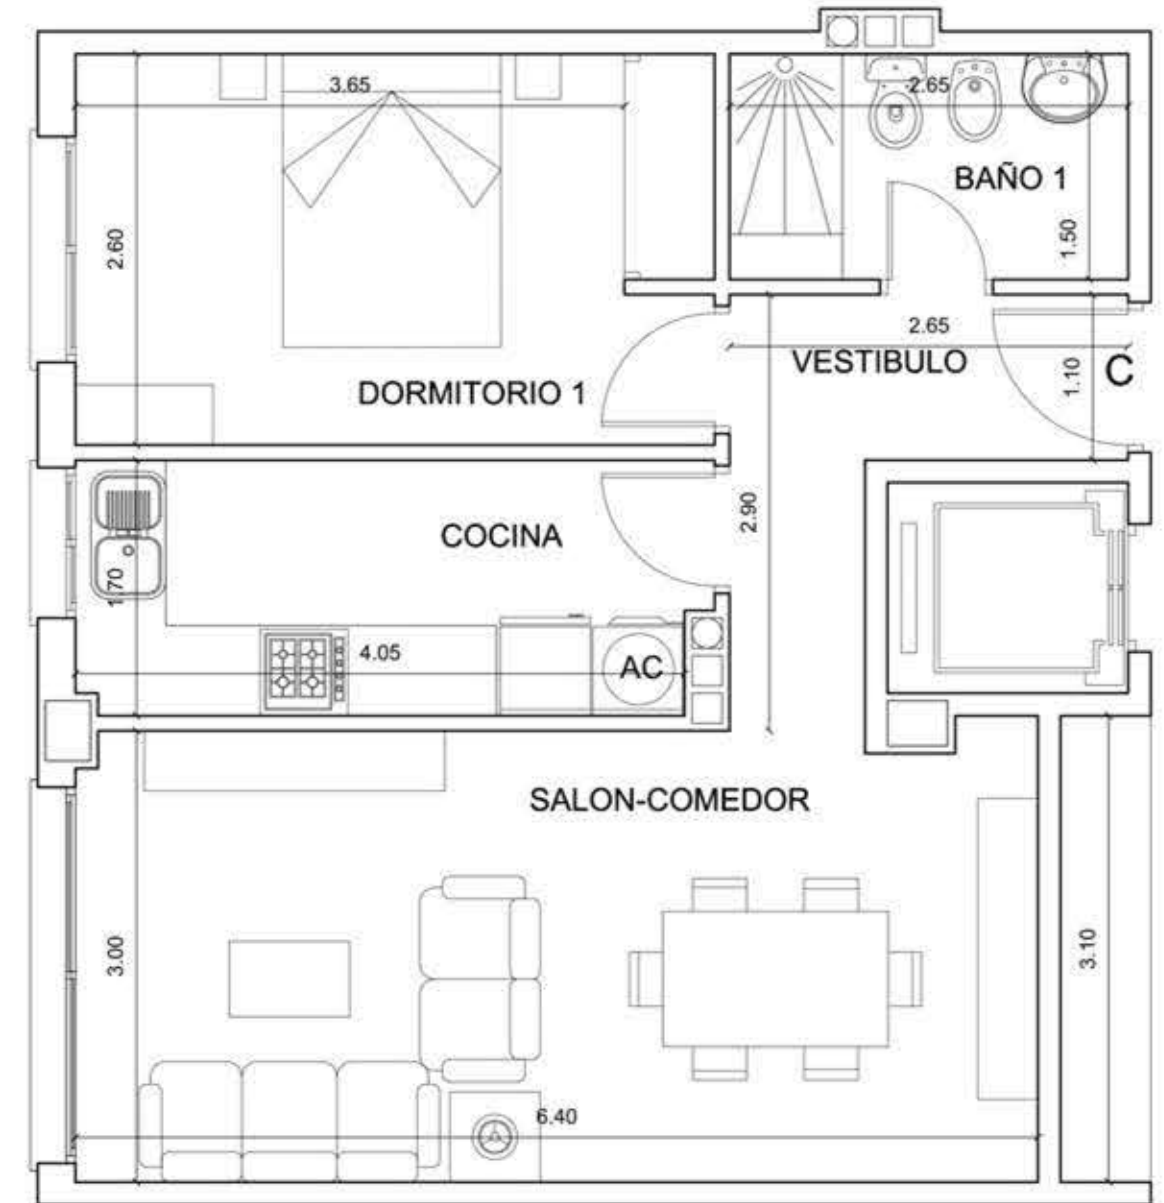 3.65
2.65
BAÑO 1
2.60
1.50
2.65
VESTIBULO
1.10
C
DORMITORIO 1
2.90
COCINA
1.70
4.05
AC
SALON-COMEDOR
3.00
3.10
6.40